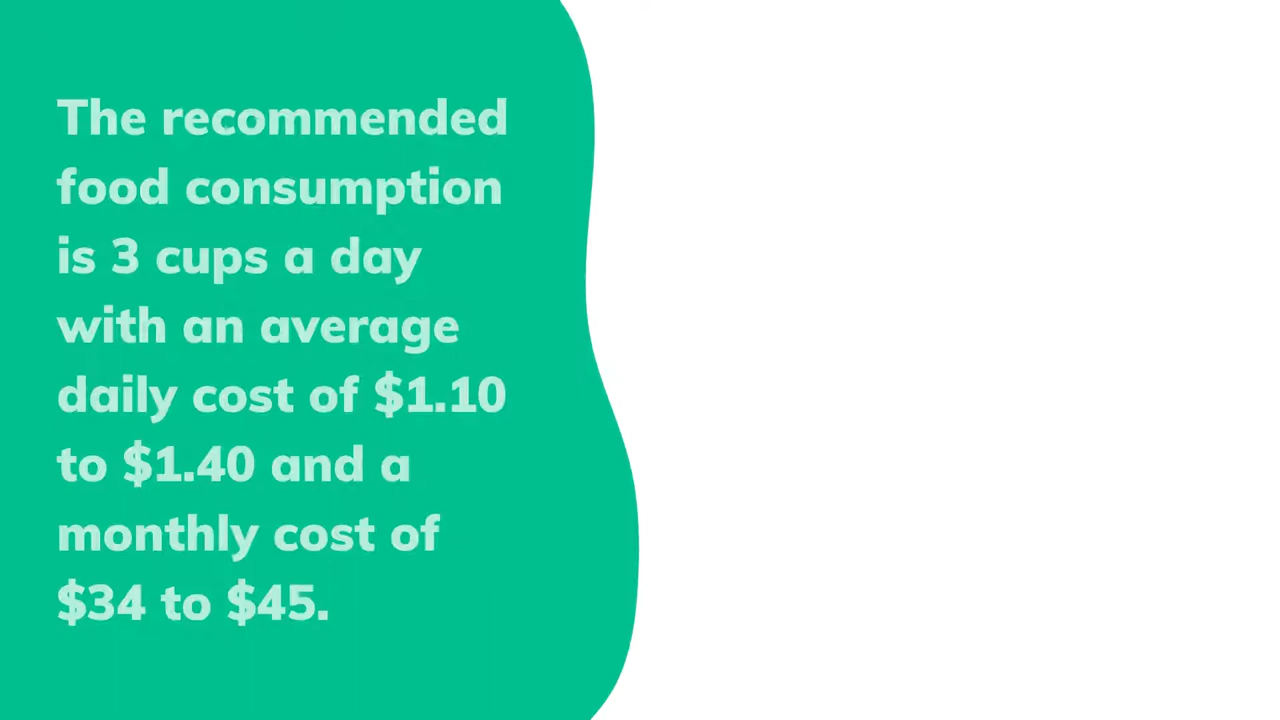 The recommended
food consumption
is 3 cups a day
with an average
daily cost of $1.10
to $1.40 and a
monthly cost of
$34 to $45.